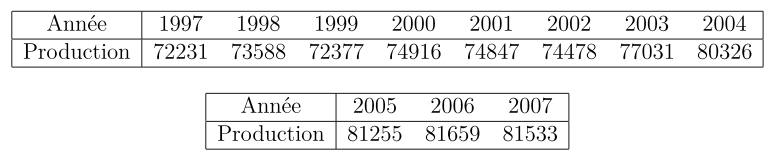 Année 1997 1998 1999 2000 2001 2002 2003 2004
Production 72231 73588 72377 74916 74847 74478 77031 80326
Année 2005 2006 2007
Production 81255 81659 81533